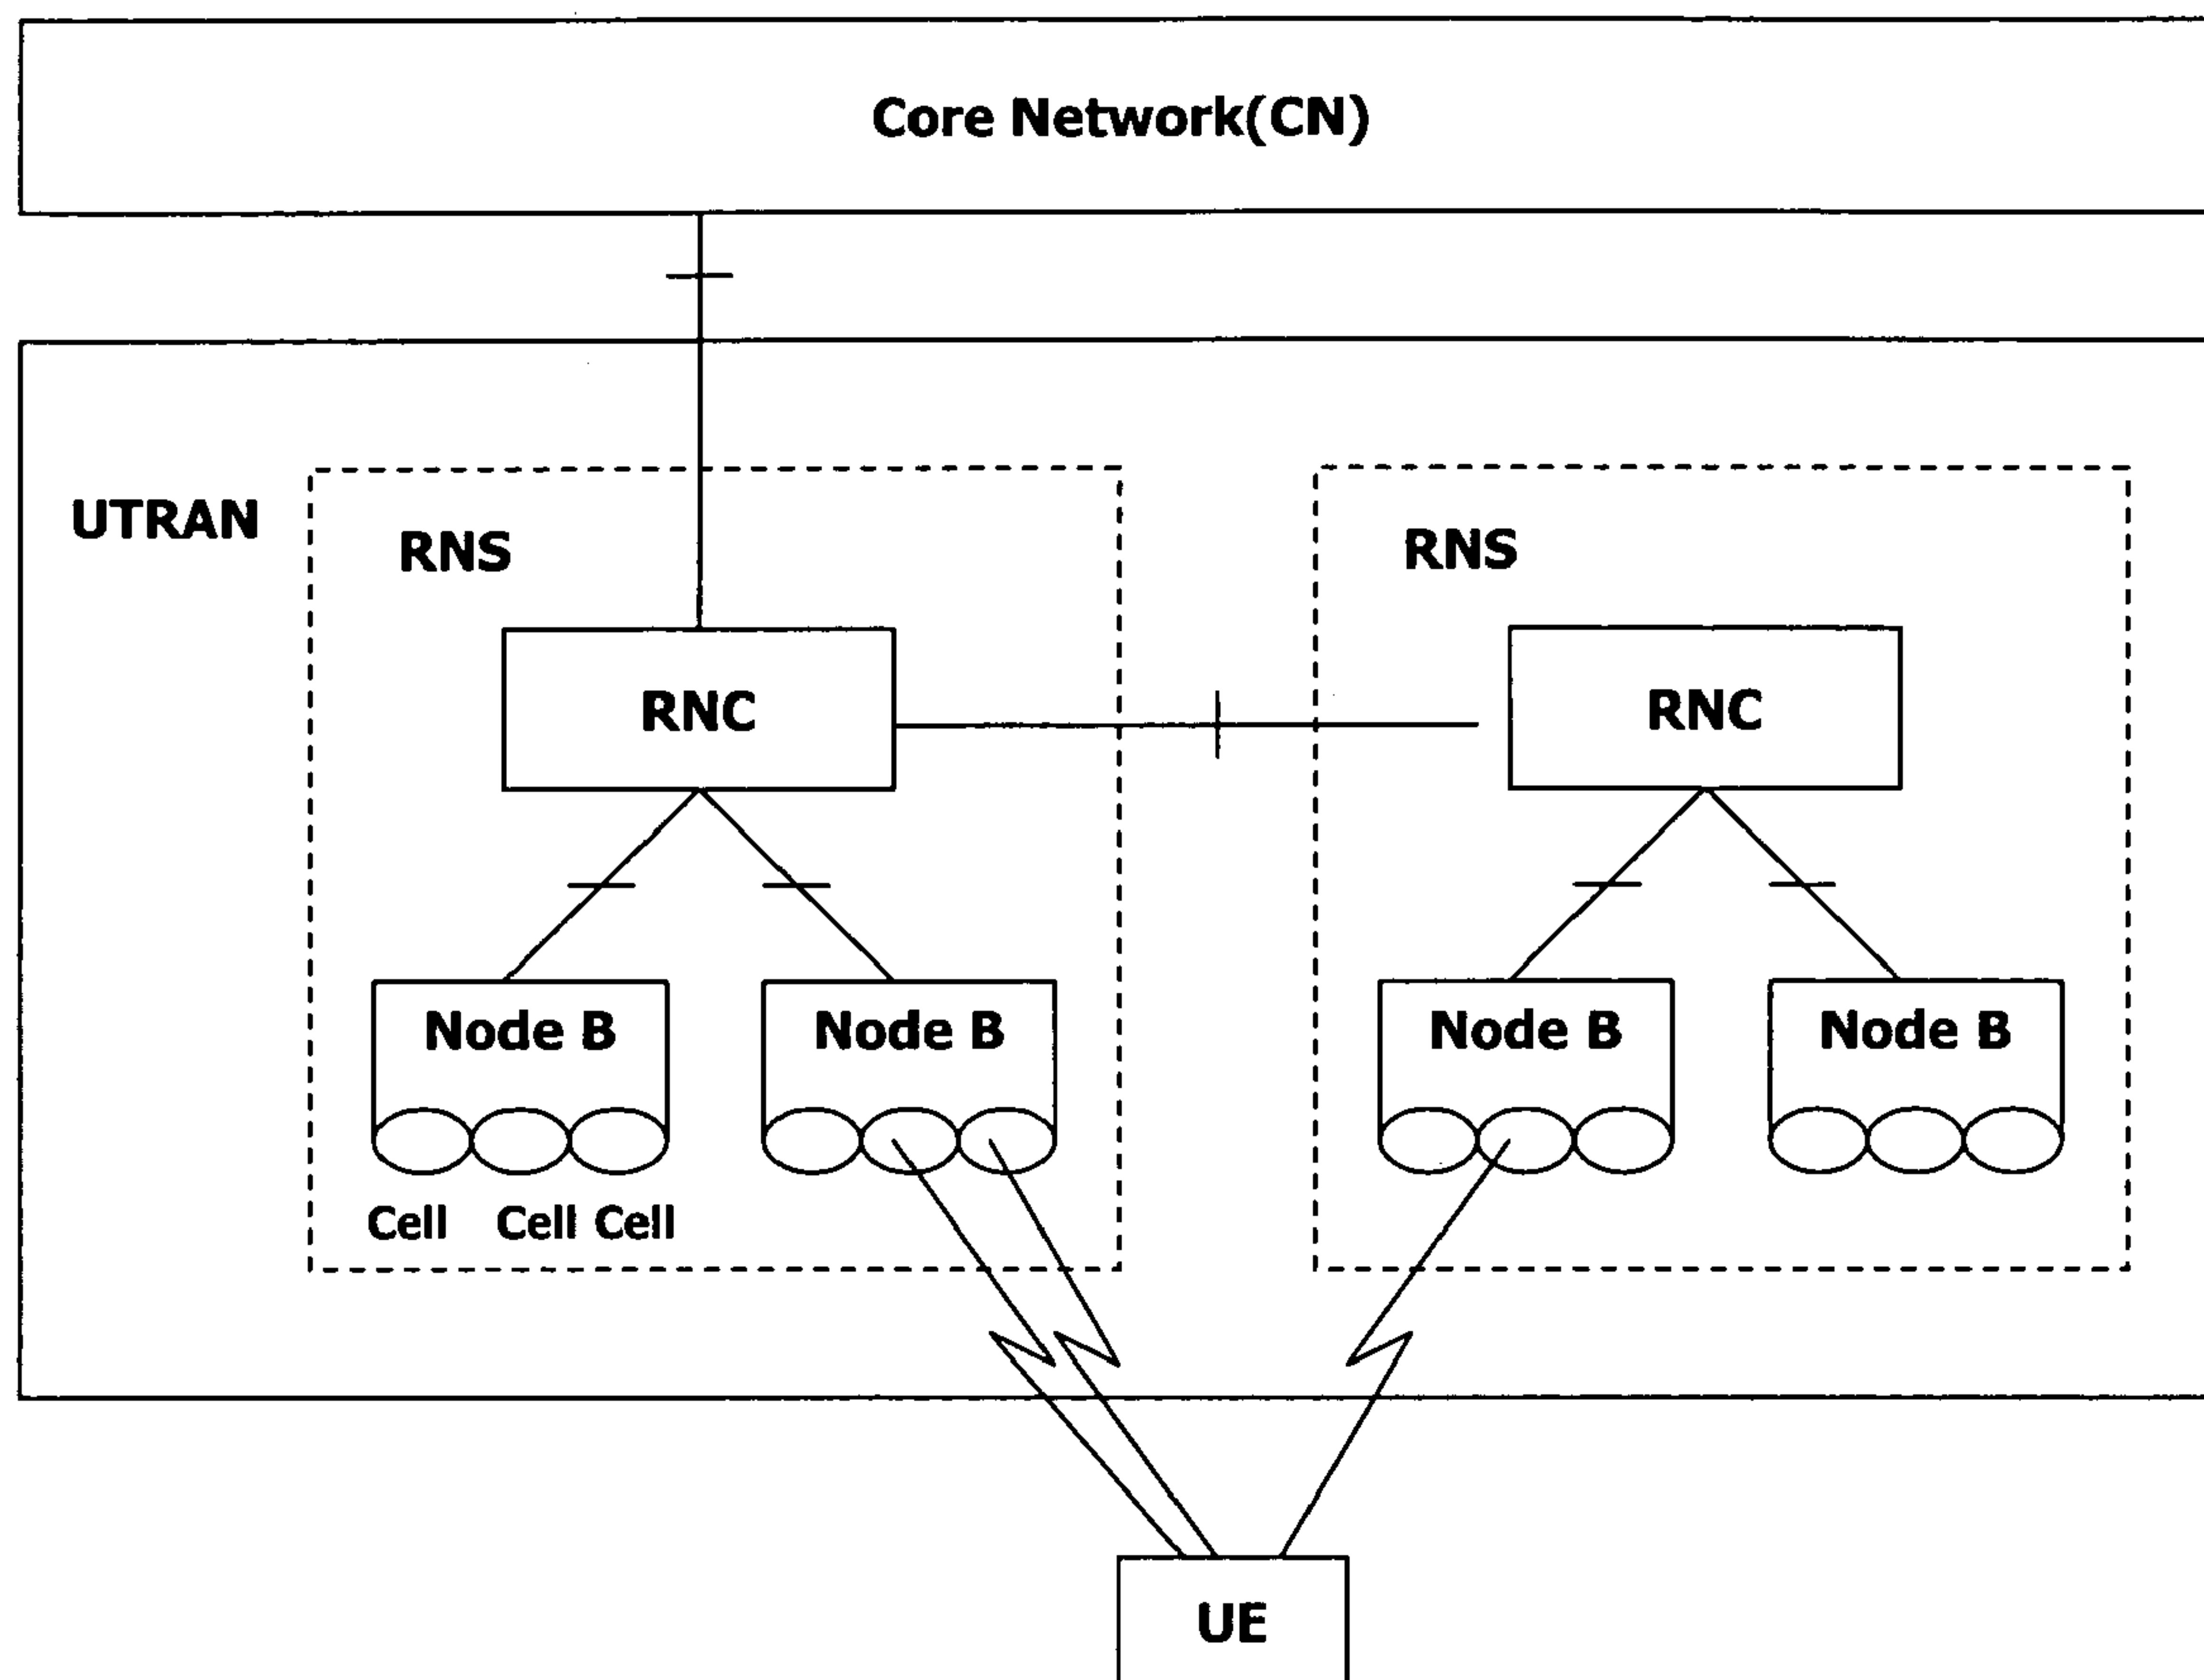 Core Network(CN)
UTRAN
RNS
RNS
RNC
RNC
Node B
Node B
Node B
Node B
Cell Cell Cell
UE